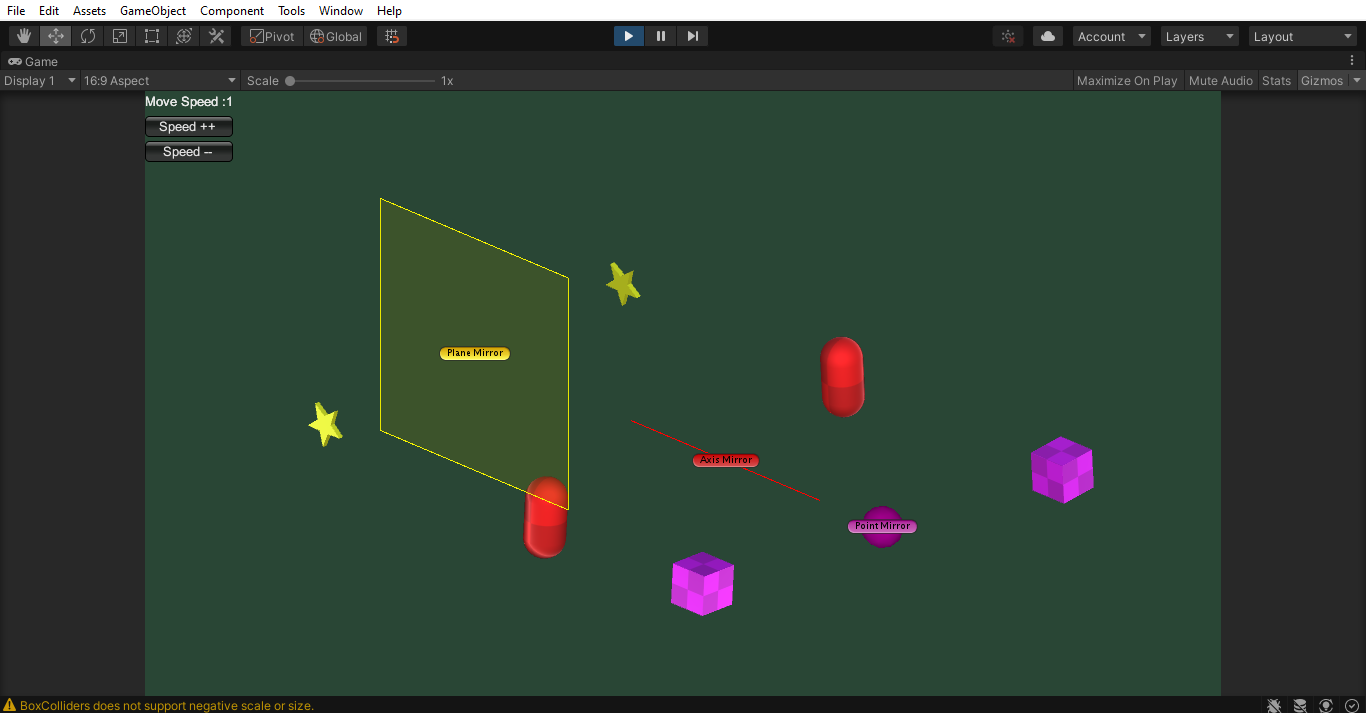 File Edit Assets GameObject Component Tools Window Help
Pivot Global Account Layers Layout
Game
Display 1 16:9 Aspect Scale 1x Maximize On Play Mute Audio Stats Gizmos
Move Speed :1
Speed ++
Speed --
Plane Mirror
Axis Mirror
Point Mirror
BoxColliders does not support negative scale or size.